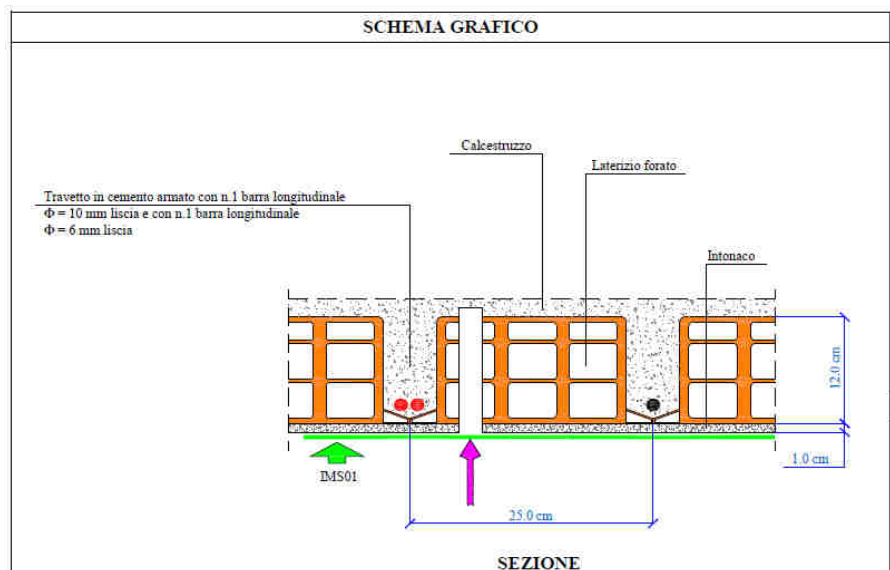 SCHEMA GRAFICO
Calcestruzzo
Laterizio forato
Travetto in cemento armato con n.1 barra longitudinale
Φ = 10 mm liscia e con n.1 barra longitudinale
Φ = 6 mm liscia
Intonaco
12.0 cm
1.0 cm
IMS01
25.0 cm
SEZIONE